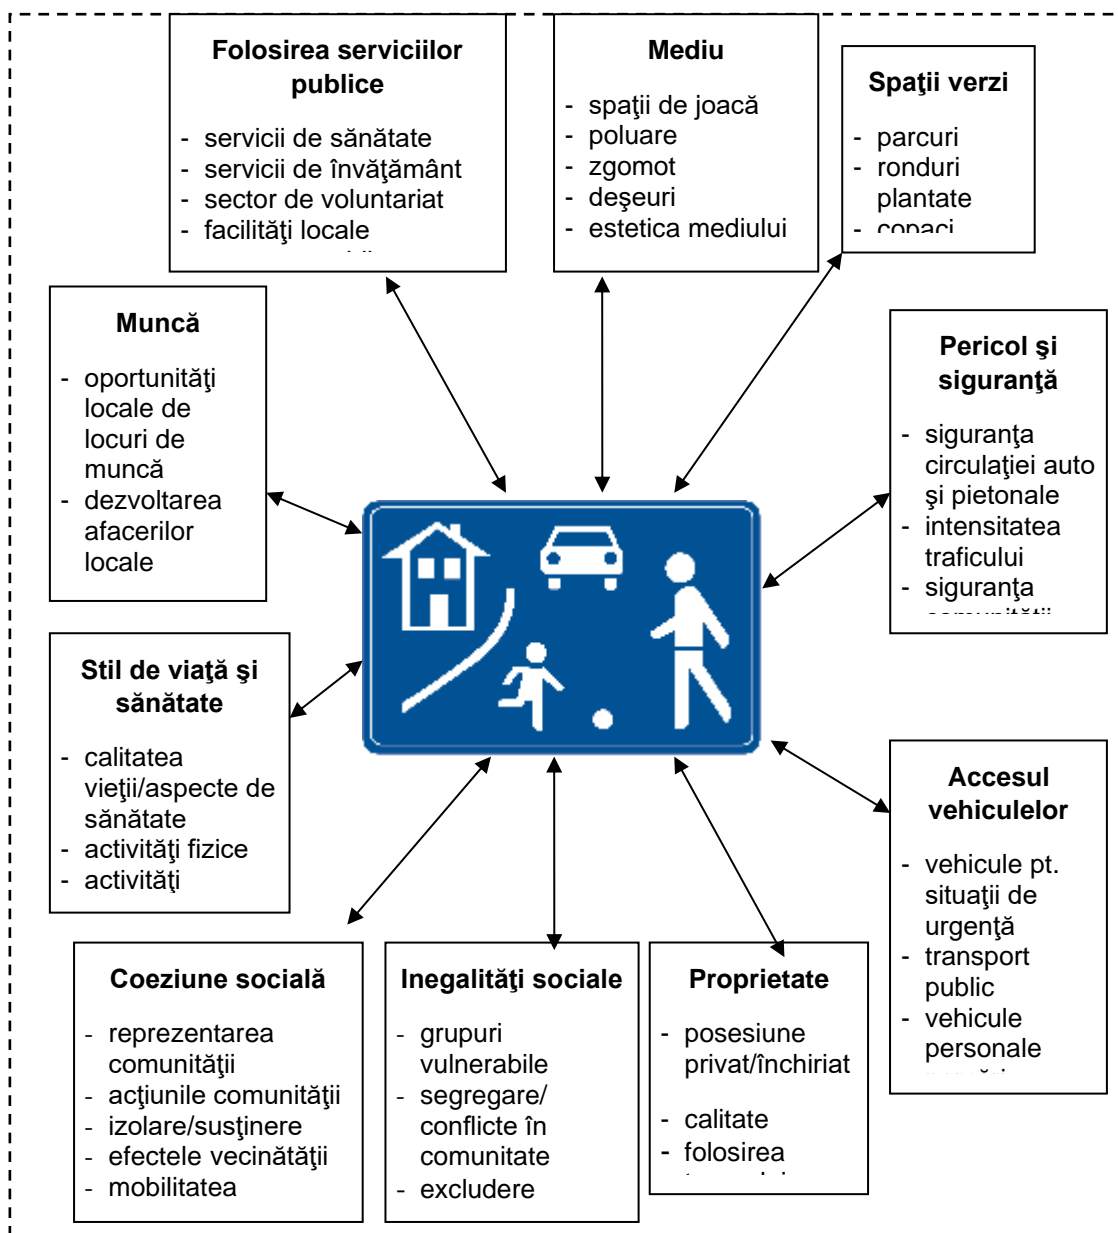 Folosirea serviciilor
publice
- servicii de sănătate
- servicii de învăţământ
- sector de voluntariat
- facilităţi locale
Mediu
- spaţii de joacă
- poluare
- zgomot
- deşeuri
- estetica mediului
Spaţii verzi
- parcuri
- ronduri
plantate
- copaci
Muncă
- oportunităţi
locale de
locuri de
muncă
- dezvoltarea
afacerilor
locale
Pericol şi
siguranţă
- siguranţa
circulaţiei auto
şi pietonale
- intensitatea
traficului
- siguranţa
comunităţii
Stil de viaţă şi
sănătate
- calitatea
vieţii/aspecte de
sănătate
- activităţi fizice
- activităţi
Accesul
vehiculelor
- vehicule pt.
situaţii de
urgenţă
- transport
public
- vehicule
personale
Coeziune socială
- reprezentarea
comunităţii
- acţiunile comunităţii
- izolare/susţinere
- efectele vecinătăţii
- mobilitatea
Inegalităţi sociale
- grupuri
vulnerabile
- segregare/
conflicte în
comunitate
- excludere
Proprietate
- posesiune
privat/închiriat
- calitate
- folosirea